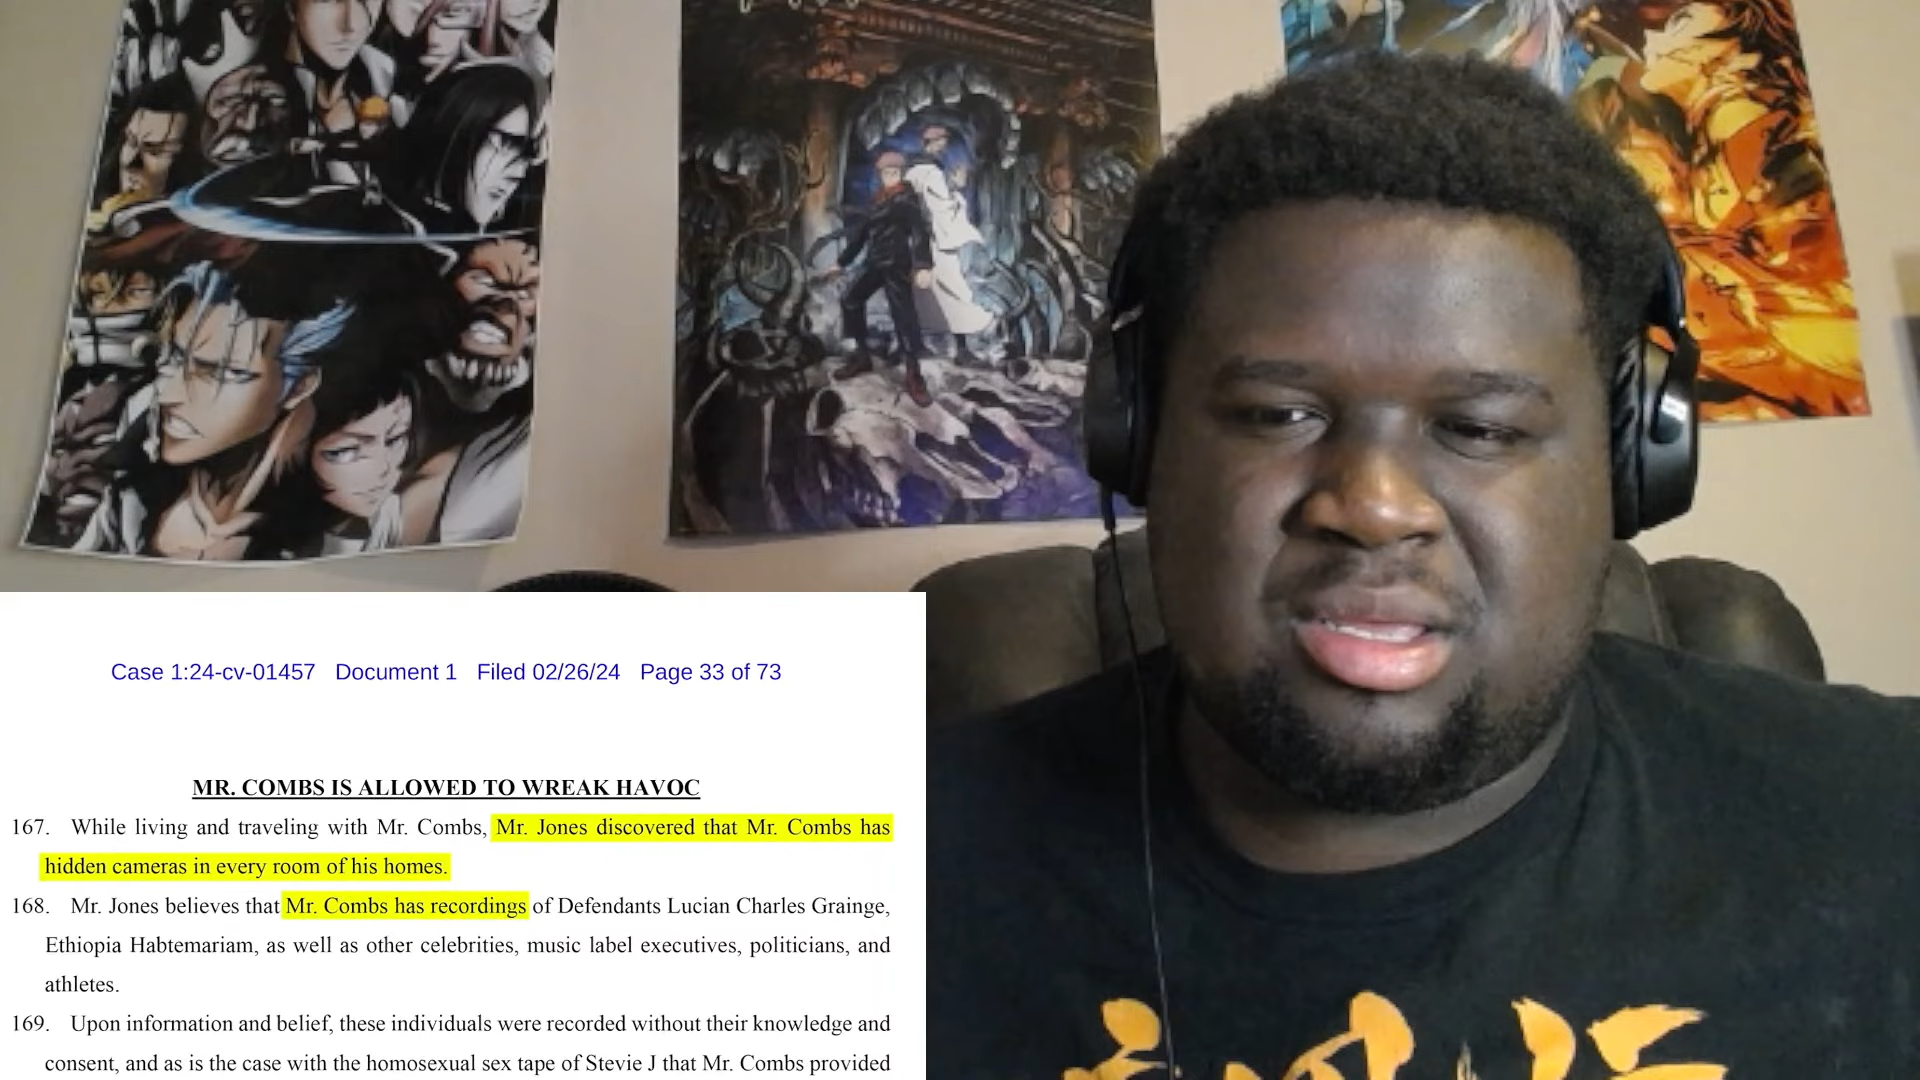 Case 1:24-cv-01457 Document 1 Filed 02/26/24 Page 33 of 73
MR. COMBS IS ALLOWED TO WREAK HAVOC
167. While living and traveling with Mr. Combs, Mr. Jones discovered that Mr. Combs has
hidden cameras in every room of his homes.
168. Mr. Jones believes that Mr. Combs has recordings of Defendants Lucian Charles Grainge,
Ethiopia Habtemariam, as well as other celebrities, music label executives, politicians, and
athletes.
169. Upon information and belief, these individuals were recorded without their knowledge and
consent, and as is the case with the homosexual sex tape of Stevie J that Mr. Combs provided